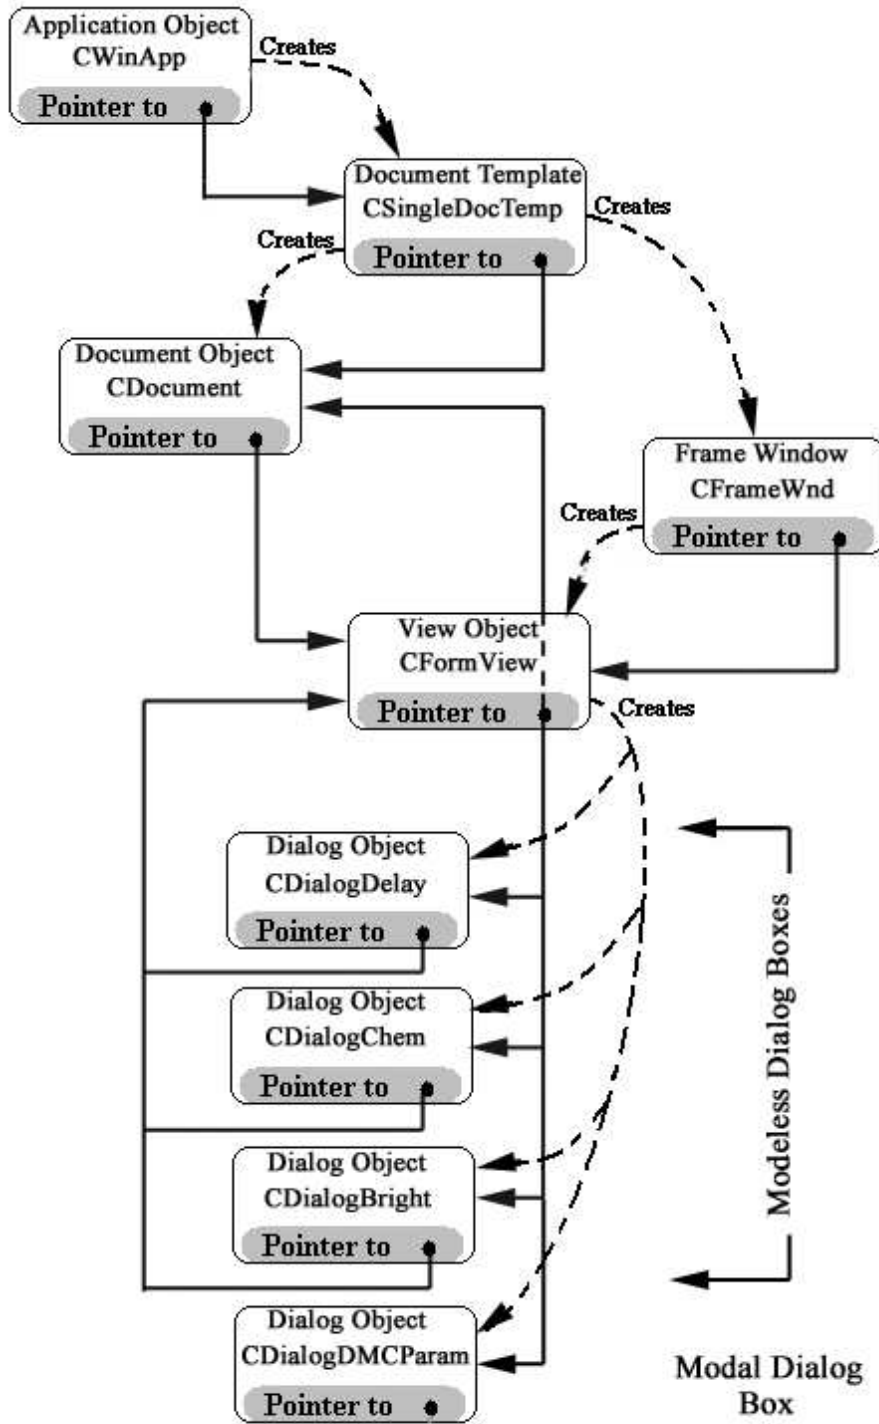 Application Object
CWinApp
Pointer to
Creates
Document Template
CSingleDocTemp
Pointer to
Creates
Creates
Document Object
CDocument
Pointer to
Frame Window
CFrameWnd
Pointer to
Creates
View Object
CFormView
Pointer to
Creates
Dialog Object
CDialogDelay
Pointer to
Dialog Object
CDialogChem
Pointer to
Dialog Object
CDialogBright
Pointer to
Dialog Object
CDialogDMCParam
Pointer to
Modeless Dialog Boxes
Modal Dialog
Box